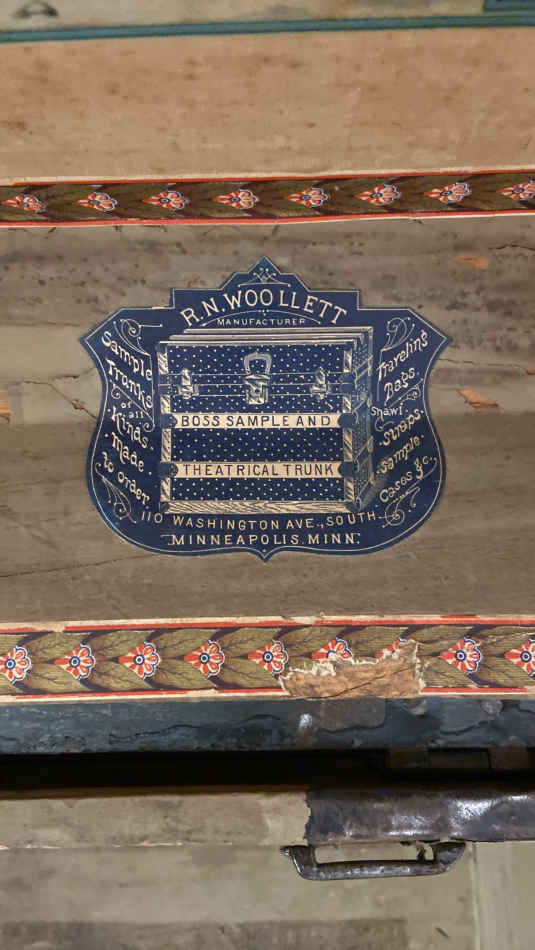 R.N. WOOLLETT
MANUFACTURER
Sample
Trunks
of all
Kinds
Made
to order.
BOSS SAMPLE AND
THEATRICAL TRUNK
Traveling
Bags.
Shawl
Straps.
Sample
Cases &c.
110 WASHINGTON AVE., SOUTH.
MINNEAPOLIS. MINN.